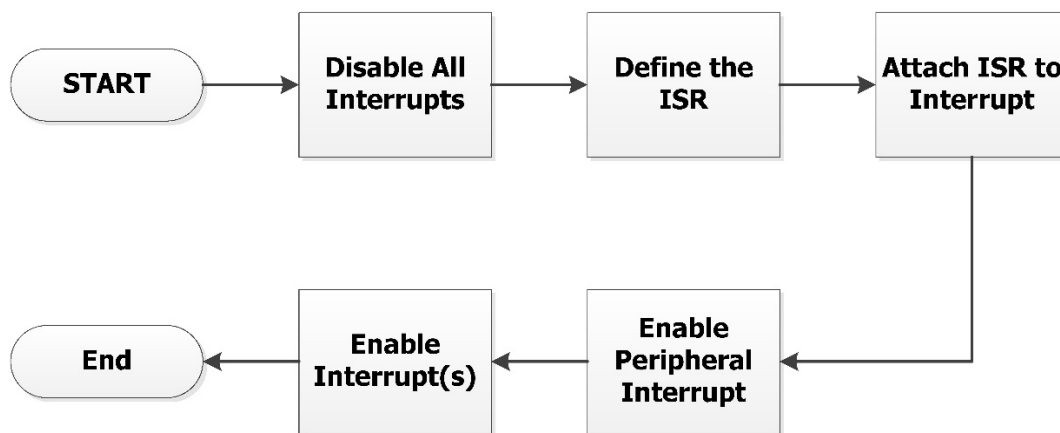 START
Disable All
Interrupts
Define the
ISR
Attach ISR to
Interrupt
Enable
Peripheral
Interrupt
Enable
Interrupt(s)
End